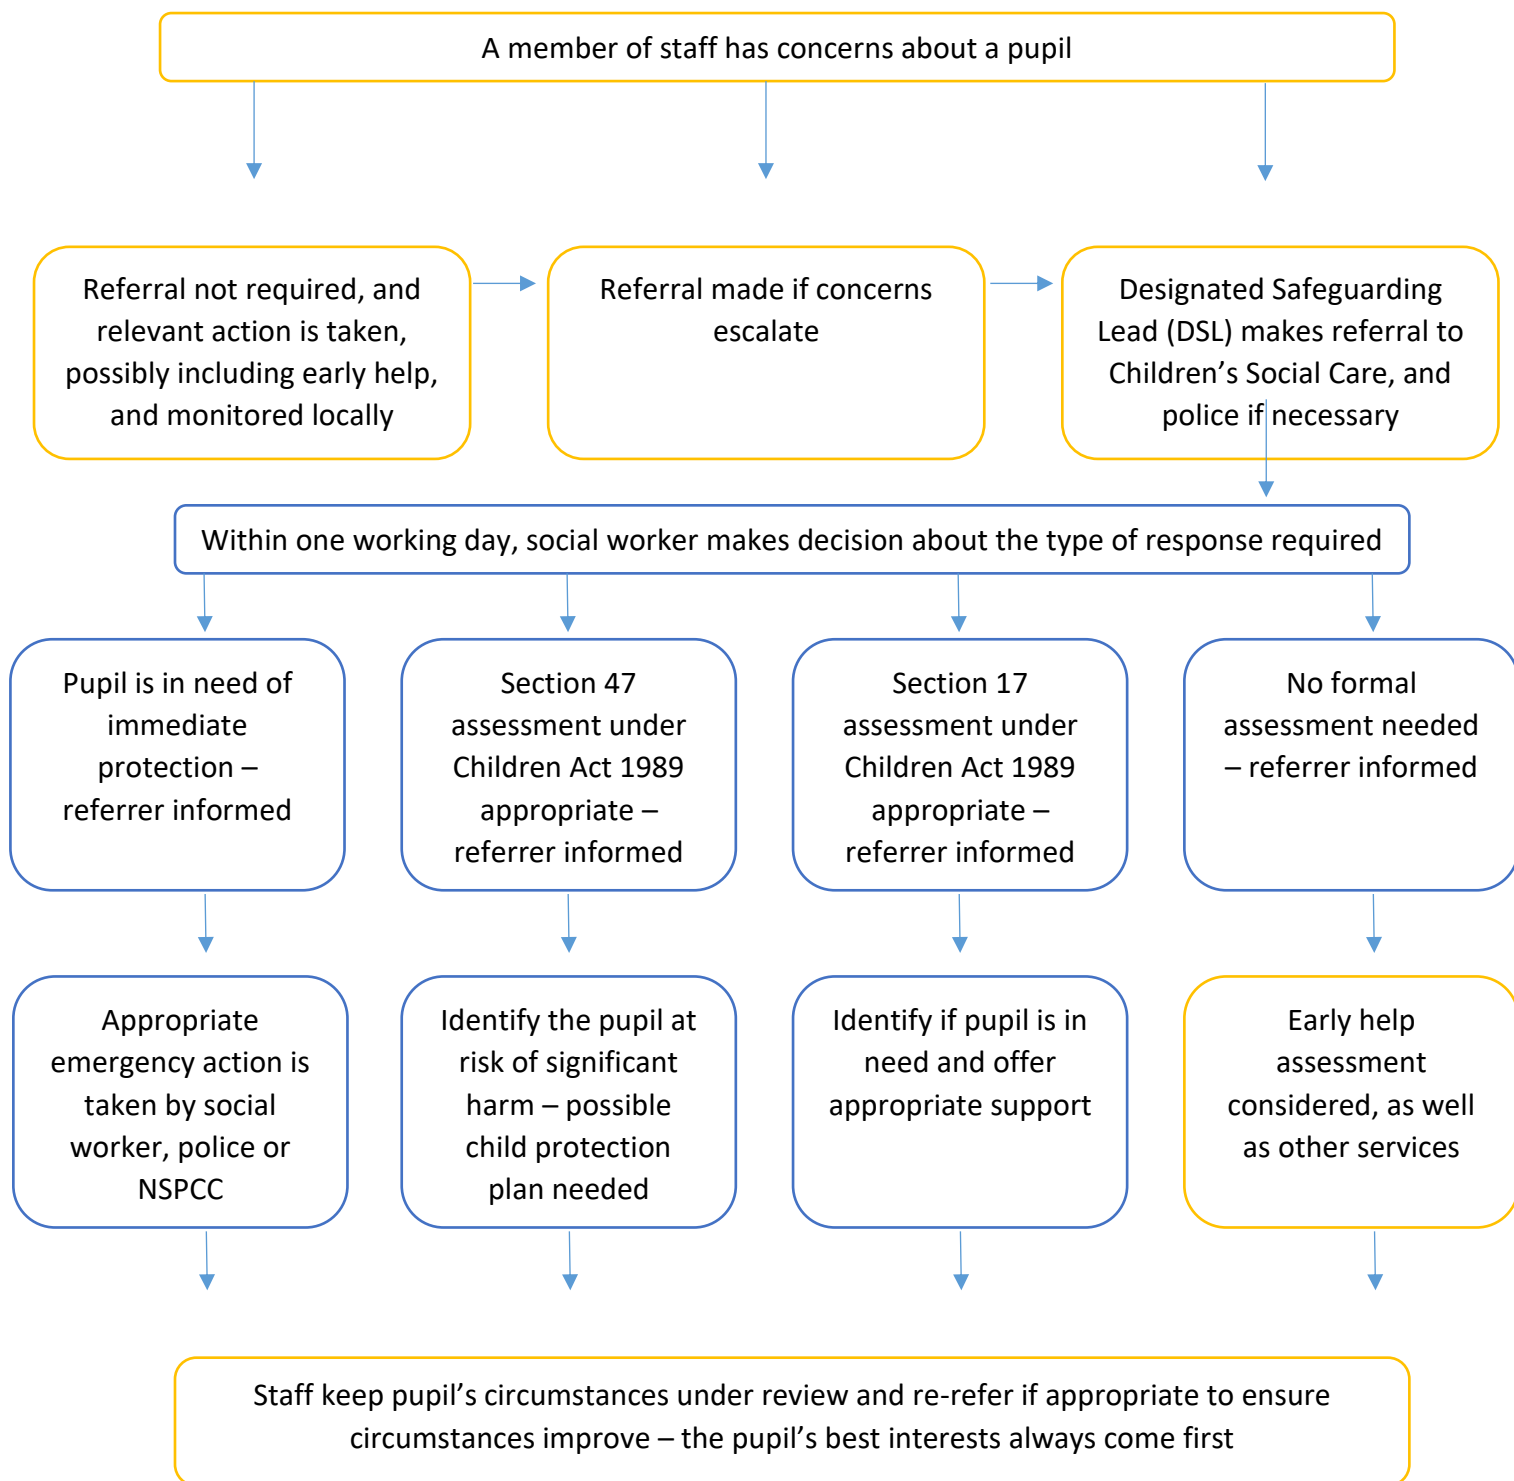 A member of staff has concerns about a pupil
Referral not required, and
relevant action is taken,
possibly including early help,
and monitored locally
Referral made if concerns
escalate
Designated Safeguarding
Lead (DSL) makes referral to
Children’s Social Care, and
police if necessary
Within one working day, social worker makes decision about the type of response required
Pupil is in need of
immediate
protection –
referrer informed
Section 47
assessment under
Children Act 1989
appropriate –
referrer informed
Section 17
assessment under
Children Act 1989
appropriate –
referrer informed
No formal
assessment needed
– referrer informed
Appropriate
emergency action is
taken by social
worker, police or
NSPCC
Identify the pupil at
risk of significant
harm – possible
child protection
plan needed
Identify if pupil is in
need and offer
appropriate support
Early help
assessment
considered, as well
as other services
Staff keep pupil’s circumstances under review and re-refer if appropriate to ensure
circumstances improve – the pupil’s best interests always come first